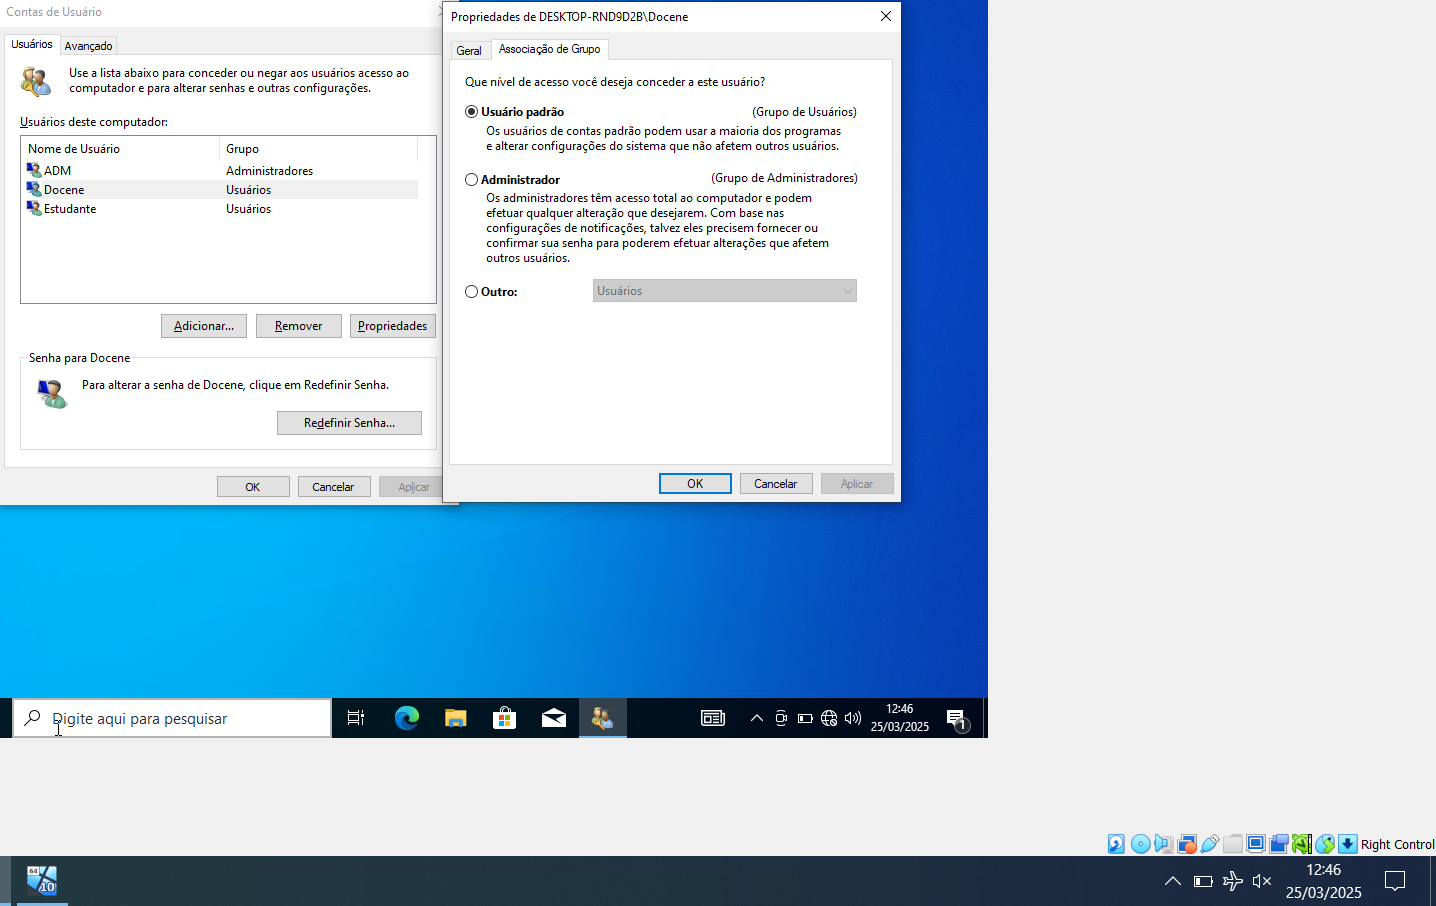 Contas de Usuário
Usuários
Avançado
Use a lista abaixo para conceder ou negar aos usuários acesso ao
computador e para alterar senhas e outras configurações.
Usuários deste computador:
Nome de Usuário
Grupo
ADM
Administradores
Docene
Usuários
Estudante
Usuários
Adicionar...
Remover
Propriedades
Senha para Docene
Para alterar a senha de Docene, clique em Redefinir Senha.
Redefinir Senha...
OK
Cancelar
Aplicar
Propriedades de DESKTOP-RND9D2B\Docene
Geral
Associação de Grupo
Que nível de acesso você deseja conceder a este usuário?
Usuário padrão
(Grupo de Usuários)
Os usuários de contas padrão podem usar a maioria dos programas
e alterar configurações do sistema que não afetem outros usuários.
Administrador
(Grupo de Administradores)
Os administradores têm acesso total ao computador e podem
efetuar qualquer alteração que desejarem. Com base nas
configurações de notificações, talvez eles precisem fornecer ou
confirmar sua senha para poderem efetuar alterações que afetem
outros usuários.
Outro:
Usuários
OK
Cancelar
Aplicar
Digite aqui para pesquisar
12:46
25/03/2025
1
Right Control
64
10
12:46
25/03/2025